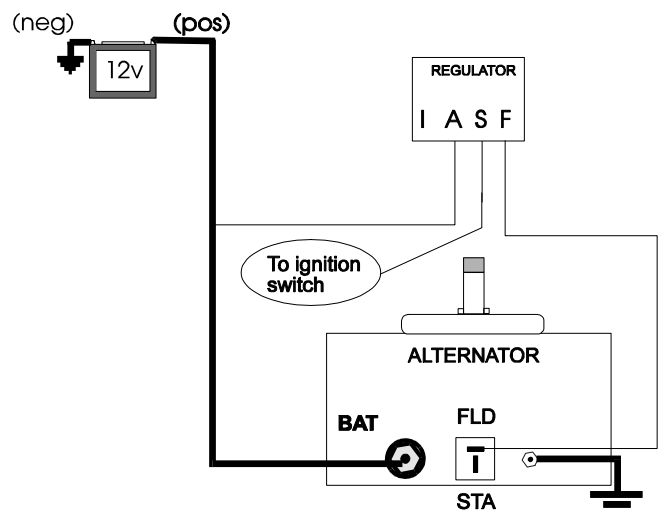 (neg)
(pos)
12v
REGULATOR
I A S F
To ignition
switch
ALTERNATOR
BAT
FLD
STA